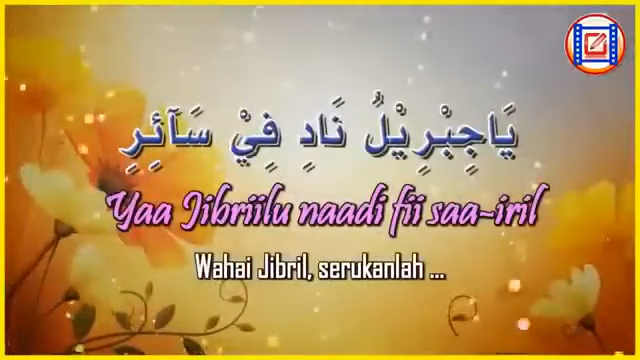 يَاجِبْرِيْلُ نَادِ فِيْ سَآئِرِ
Yaa Jibriilu naadi fii saa-iril
Wahai Jibril, serukanlah ...